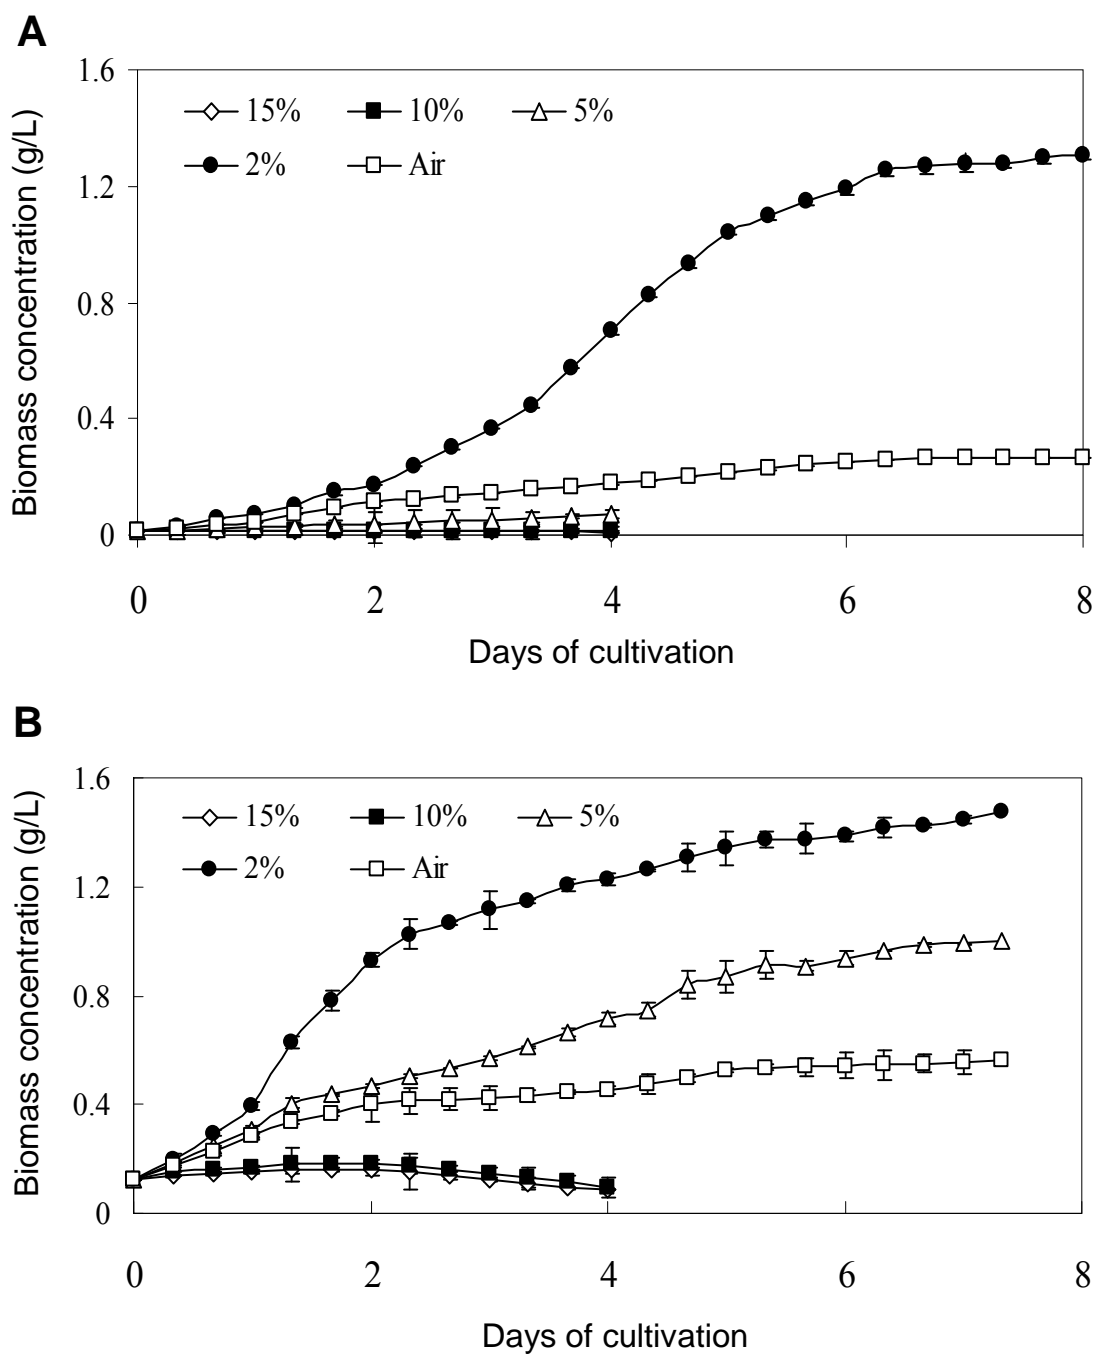 A
1.6
15% 10% 5%
2% Air
1.2
0.8
0.4
0
Biomass concentration (g/L)
0 2 4 6 8
Days of cultivation
B
1.6
15% 10% 5%
2% Air
1.2
0.8
0.4
0
Biomass concentration (g/L)
0 2 4 6 8
Days of cultivation